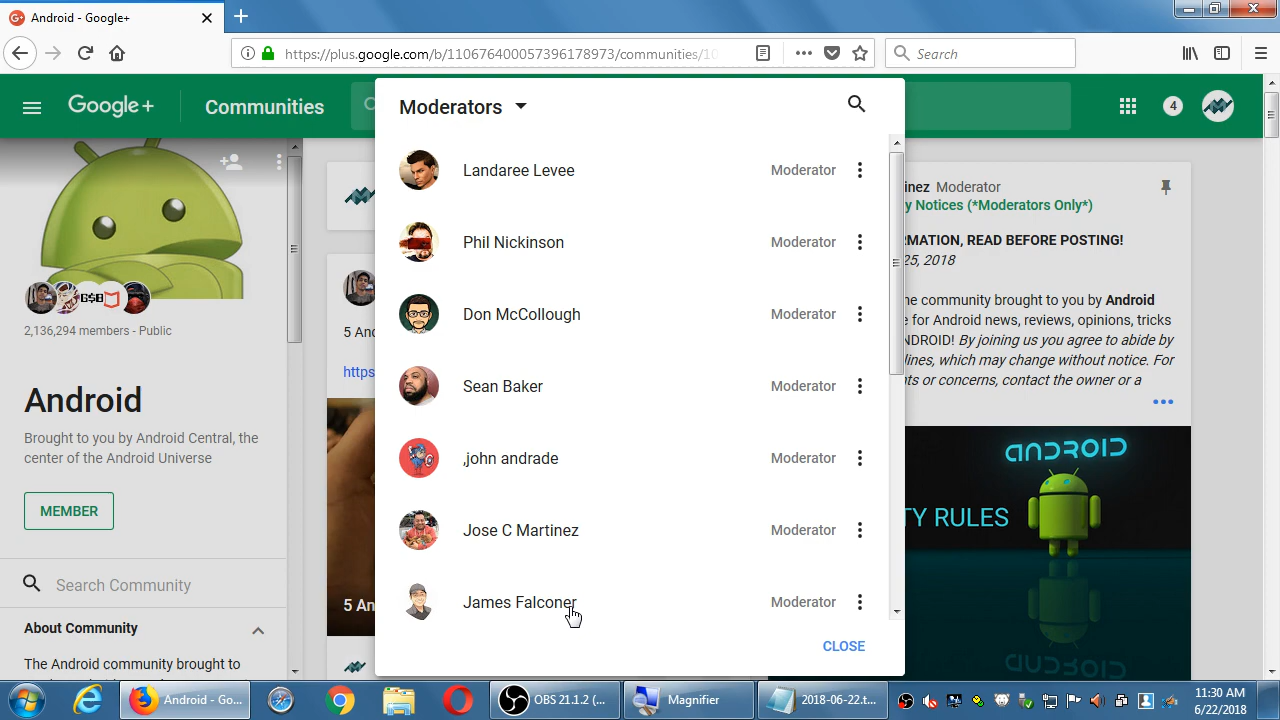 Android - Google+
https://plus.google.com/b/110676400057396178973/communities/10
Search
Google+
Communities
4
Moderators
Landaree Levee Moderator
Phil Nickinson Moderator
Don McCollough Moderator
Sean Baker Moderator
,john andrade Moderator
Jose C Martinez Moderator
James Falconer Moderator
CLOSE
2,136,294 members - Public
Android
Brought to you by Android Central, the
center of the Android Universe
MEMBER
Search Community
About Community
The Android community brought to
5 And
https
5 An
inez Moderator
y Notices (*Moderators Only*)
RMATION, READ BEFORE POSTING!
25, 2018
e community brought to you by Android
e for Android news, reviews, opinions, tricks
NDROID! By joining us you agree to abide by
lines, which may change without notice. For
ts or concerns, contact the owner or a
ANDROID
TY RULES
Android - Go...
OBS 21.1.2 (...
Magnifier
2018-06-22.t...
11:30 AM
6/22/2018